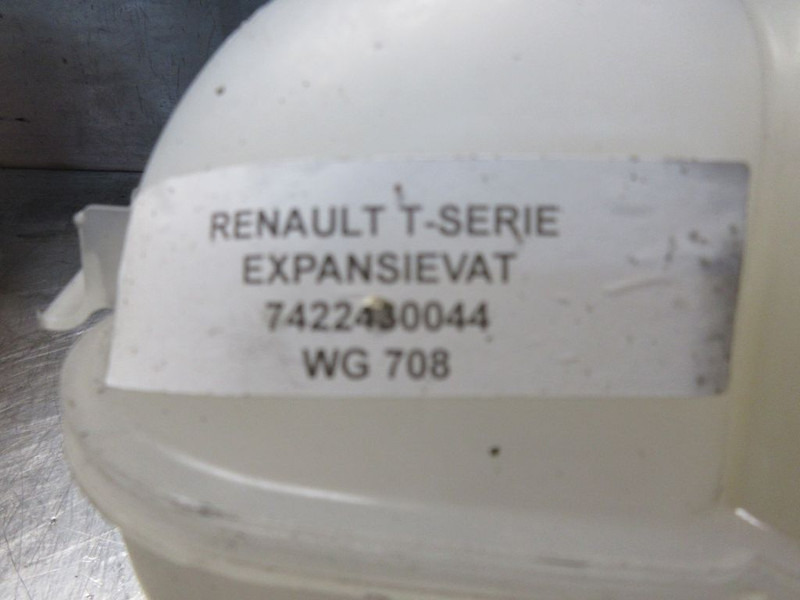 RENAULT T-SERIE
EXPANSIEVAT
7422430044
WG 708